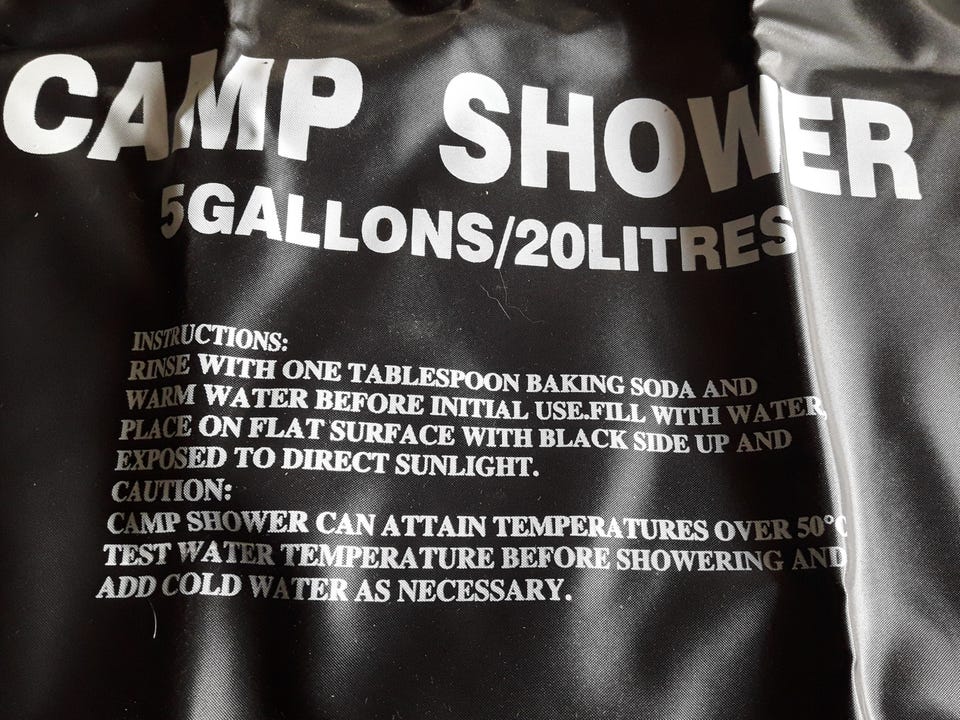 CAMP SHOWER
5GALLONS/20LITRES
INSTRUCTIONS:
RINSE WITH ONE TABLESPOON BAKING SODA AND
WARM WATER BEFORE INITIAL USE.FILL WITH WATER
PLACE ON FLAT SURFACE WITH BLACK SIDE UP AND
EXPOSED TO DIRECT SUNLIGHT.
CAUTION:
CAMP SHOWER CAN ATTAIN TEMPERATURES OVER 50°C
TEST WATER TEMPERATURE BEFORE SHOWERING AND
ADD COLD WATER AS NECESSARY.